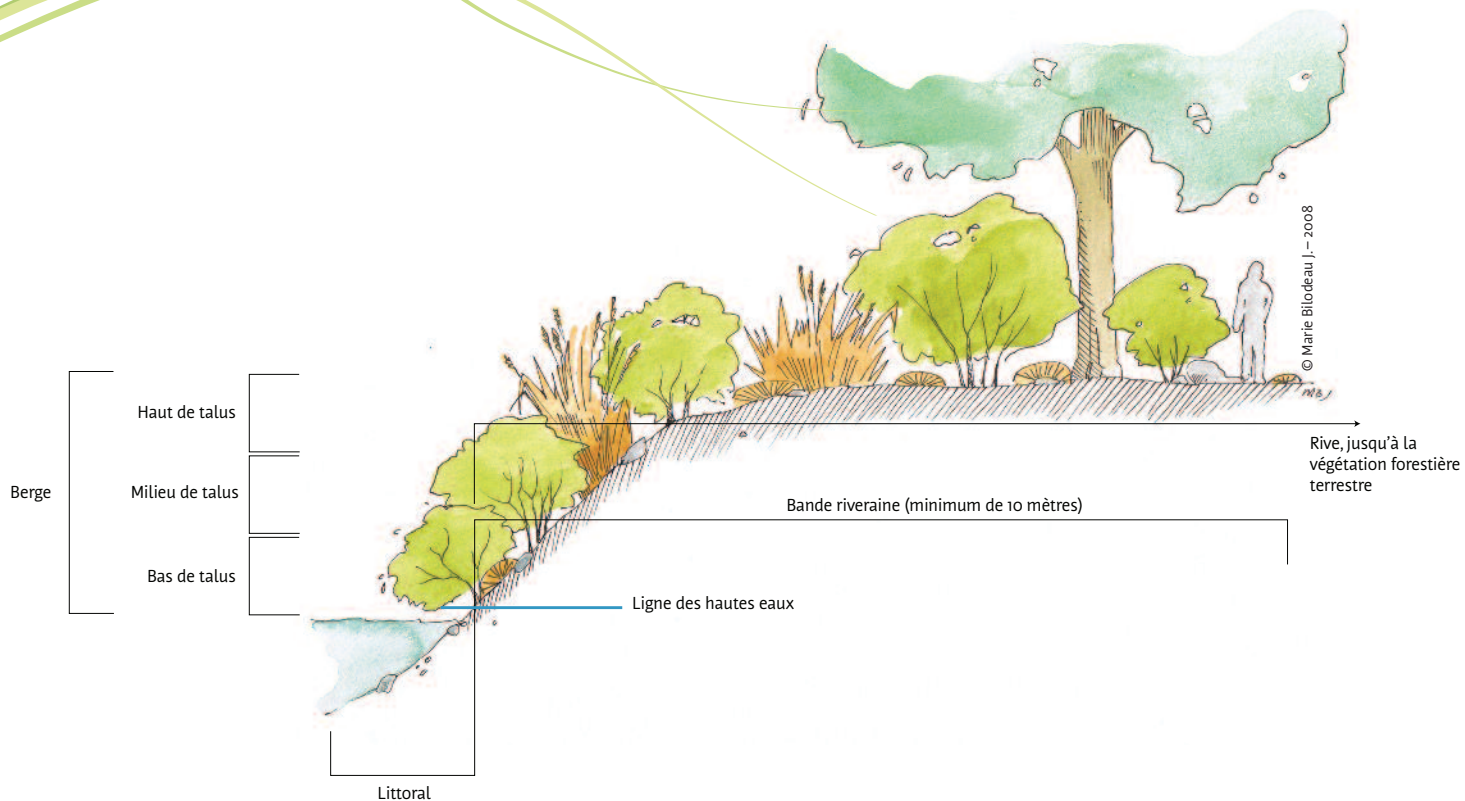 © Marie Bilodeau J. – 2008
Haut de talus
Berge
Milieu de talus
Bas de talus
Rive, jusqu'à la
végétation forestière
terrestre
Bande riveraine (minimum de 10 mètres)
Ligne des hautes eaux
Littoral